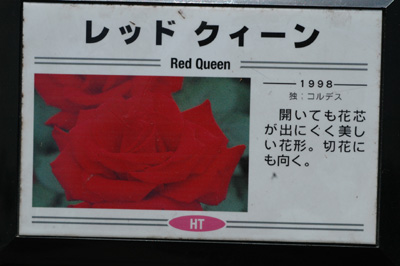 レッド クィーン
Red Queen
1998
独：コルデス
開いても花芯
が出にぐく美し
い花形。切花に
も向く。
HT